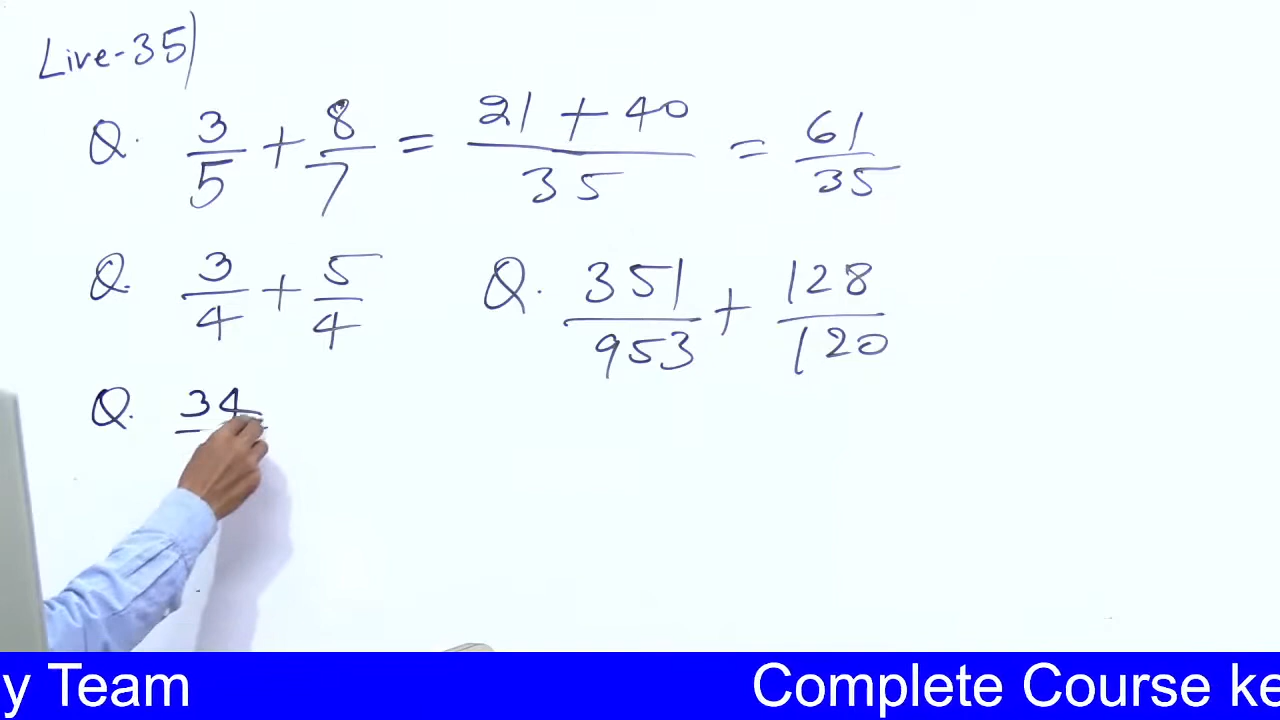 Live-35)
Q. 3/5 + 8/7 = 21 + 40/35 = 61/35
Q. 3/4 + 5/4
Q. 351/953 + 128/120
Q. 34
y Team Complete Course ke